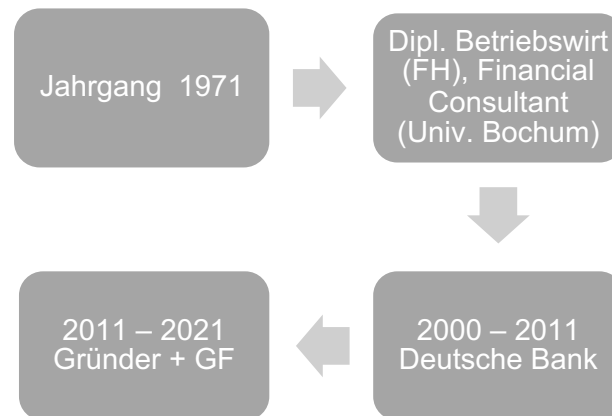 Jahrgang 1971
Dipl. Betriebswirt
(FH), Financial
Consultant
(Univ. Bochum)
2000 – 2011
Deutsche Bank
2011 – 2021
Gründer + GF